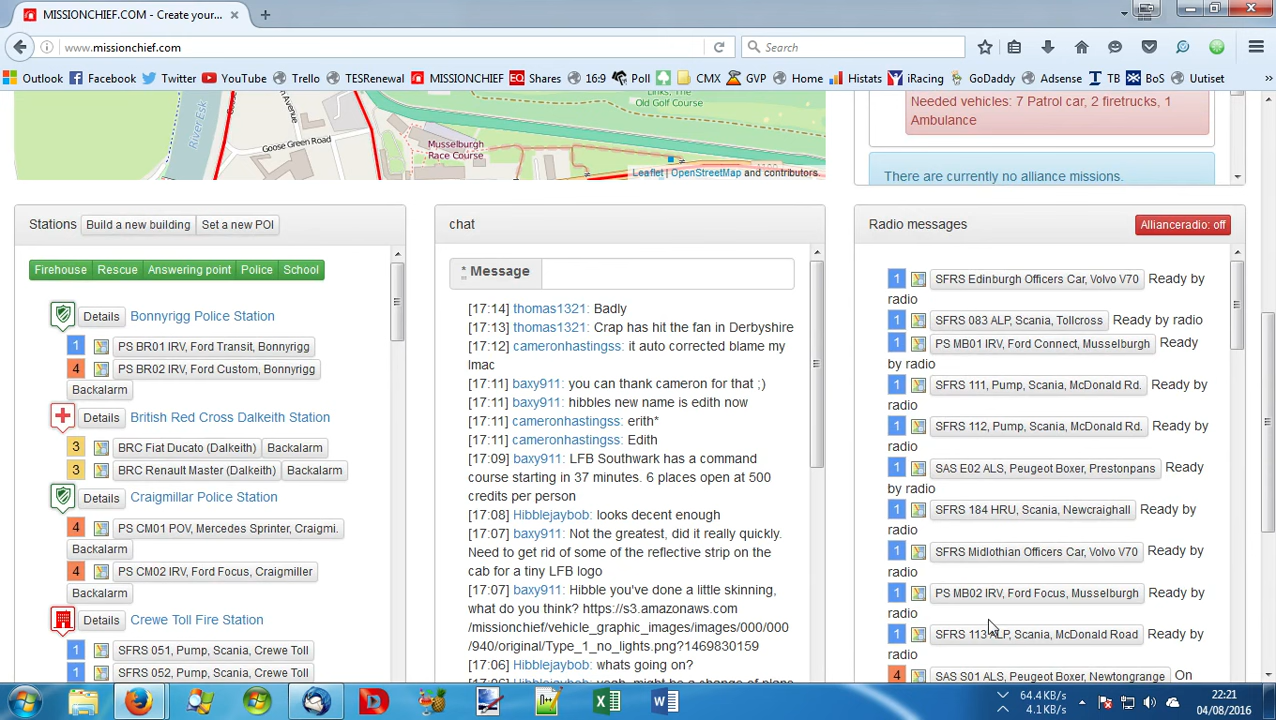 MISSIONCHIEF.COM - Create your...
www.missionchief.com
Search
Outlook Facebook Twitter YouTube Trello TESRenewal MISSIONCHIEF EQ Shares 16:9 Poll CMX GVP Home Histats iRacing GoDaddy Adsense TB BoS Uutiset
River Esk
Goose Green Road
Links, The
Old Golf Course
Musselburgh
Race Course
Leaflet | OpenStreetMap and contributors.
Needed vehicles: 7 Patrol car, 2 firetrucks, 1
Ambulance
There are currently no alliance missions.
Stations Build a new building Set a new POI
Firehouse Rescue Answering point Police School
Details Bonnyrigg Police Station
1 PS BR01 IRV, Ford Transit, Bonnyrigg
4 PS BR02 IRV, Ford Custom, Bonnyrigg
Backalarm
Details British Red Cross Dalkeith Station
3 BRC Fiat Ducato (Dalkeith) Backalarm
3 BRC Renault Master (Dalkeith) Backalarm
Details Craigmillar Police Station
4 PS CM01 POV, Mercedes Sprinter, Craigmi.
Backalarm
4 PS CM02 IRV, Ford Focus, Craigmiller
Backalarm
Details Crewe Toll Fire Station
1 SFRS 051, Pump, Scania, Crewe Toll
1 SFRS 052, Pump, Scania, Crewe Toll
chat
* Message
[17:14] thomas1321: Badly
[17:13] thomas1321: Crap has hit the fan in Derbyshire
[17:12] cameronhastingss: it auto corrected blame my
Imac
[17:11] baxy911: you can thank cameron for that ;)
[17:11] baxy911: hibbles new name is edith now
[17:11] cameronhastingss: erith*
[17:11] cameronhastingss: Edith
[17:09] baxy911: LFB Southwark has a command
course starting in 37 minutes. 6 places open at 500
credits per person
[17:08] Hibblejaybob: looks decent enough
[17:07] baxy911: Not the greatest, did it really quickly.
Need to get rid of some of the reflective strip on the
cab for a tiny LFB logo
[17:07] baxy911: Hibble you've done a little skinning,
what do you think? https://s3.amazonaws.com
/missionchief/vehicle_graphic_images/images/000/000
/940/original/Type_1_no_lights.png?1469830159
[17:06] Hibblejaybob: whats going on?
Radio messages Allianceradio: off
1 SFRS Edinburgh Officers Car, Volvo V70 Ready by
radio
1 SFRS 083 ALP, Scania, Tollcross Ready by radio
1 PS MB01 IRV, Ford Connect, Musselburgh Ready
by radio
1 SFRS 111, Pump, Scania, McDonald Rd. Ready by
radio
1 SFRS 112, Pump, Scania, McDonald Rd. Ready by
radio
1 SAS E02 ALS, Peugeot Boxer, Prestonpans Ready
by radio
1 SFRS 184 HRU, Scania, Newcraighall Ready by
radio
1 SFRS Midlothian Officers Car, Volvo V70 Ready by
radio
1 PS MB02 IRV, Ford Focus, Musselburgh Ready by
radio
1 SFRS 113 ALP, Scania, McDonald Road Ready by
radio
4 SAS S01 ALS, Peugeot Boxer, Newtongrange On
64.4 KB/s
4.1 KB/s
22:21
04/08/2016